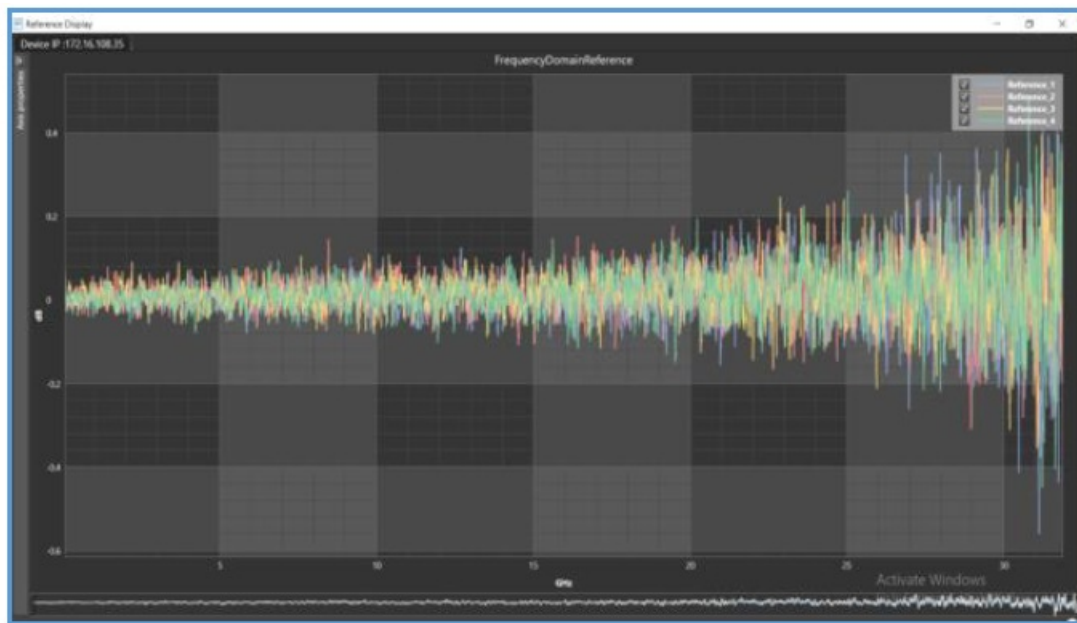 Reference Display
Device IP :172.16.108.35
FrequencyDomainReference
Axis properties
Reference_1
Reference_2
Reference_3
Reference_4
0.4
0.2
0
dB
-0.2
-0.4
-0.6
5 10 15 20 25 30
GHz
Activate Windows